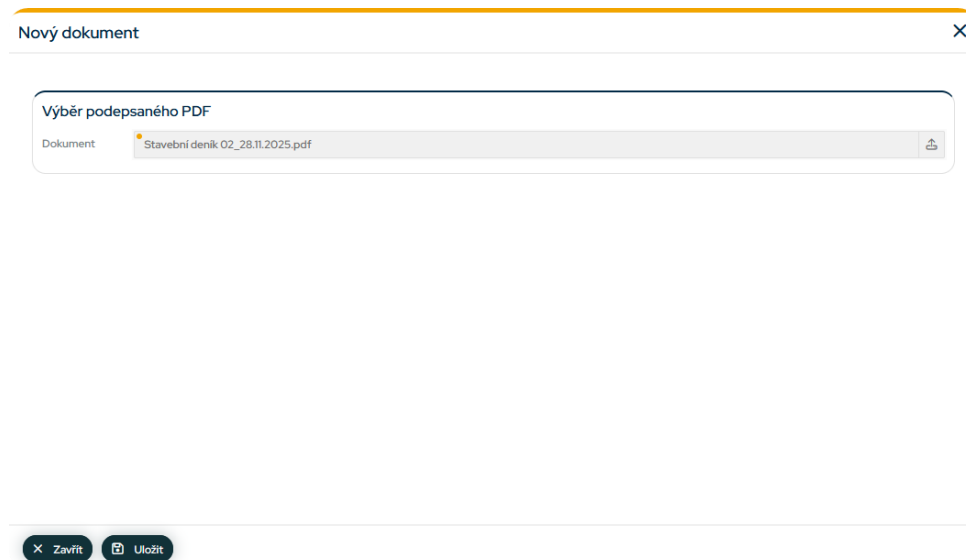 Nový dokument
Výběr podepsaného PDF
Dokument Stavební deník 02_28.11.2025.pdf
Zavřít Uložit